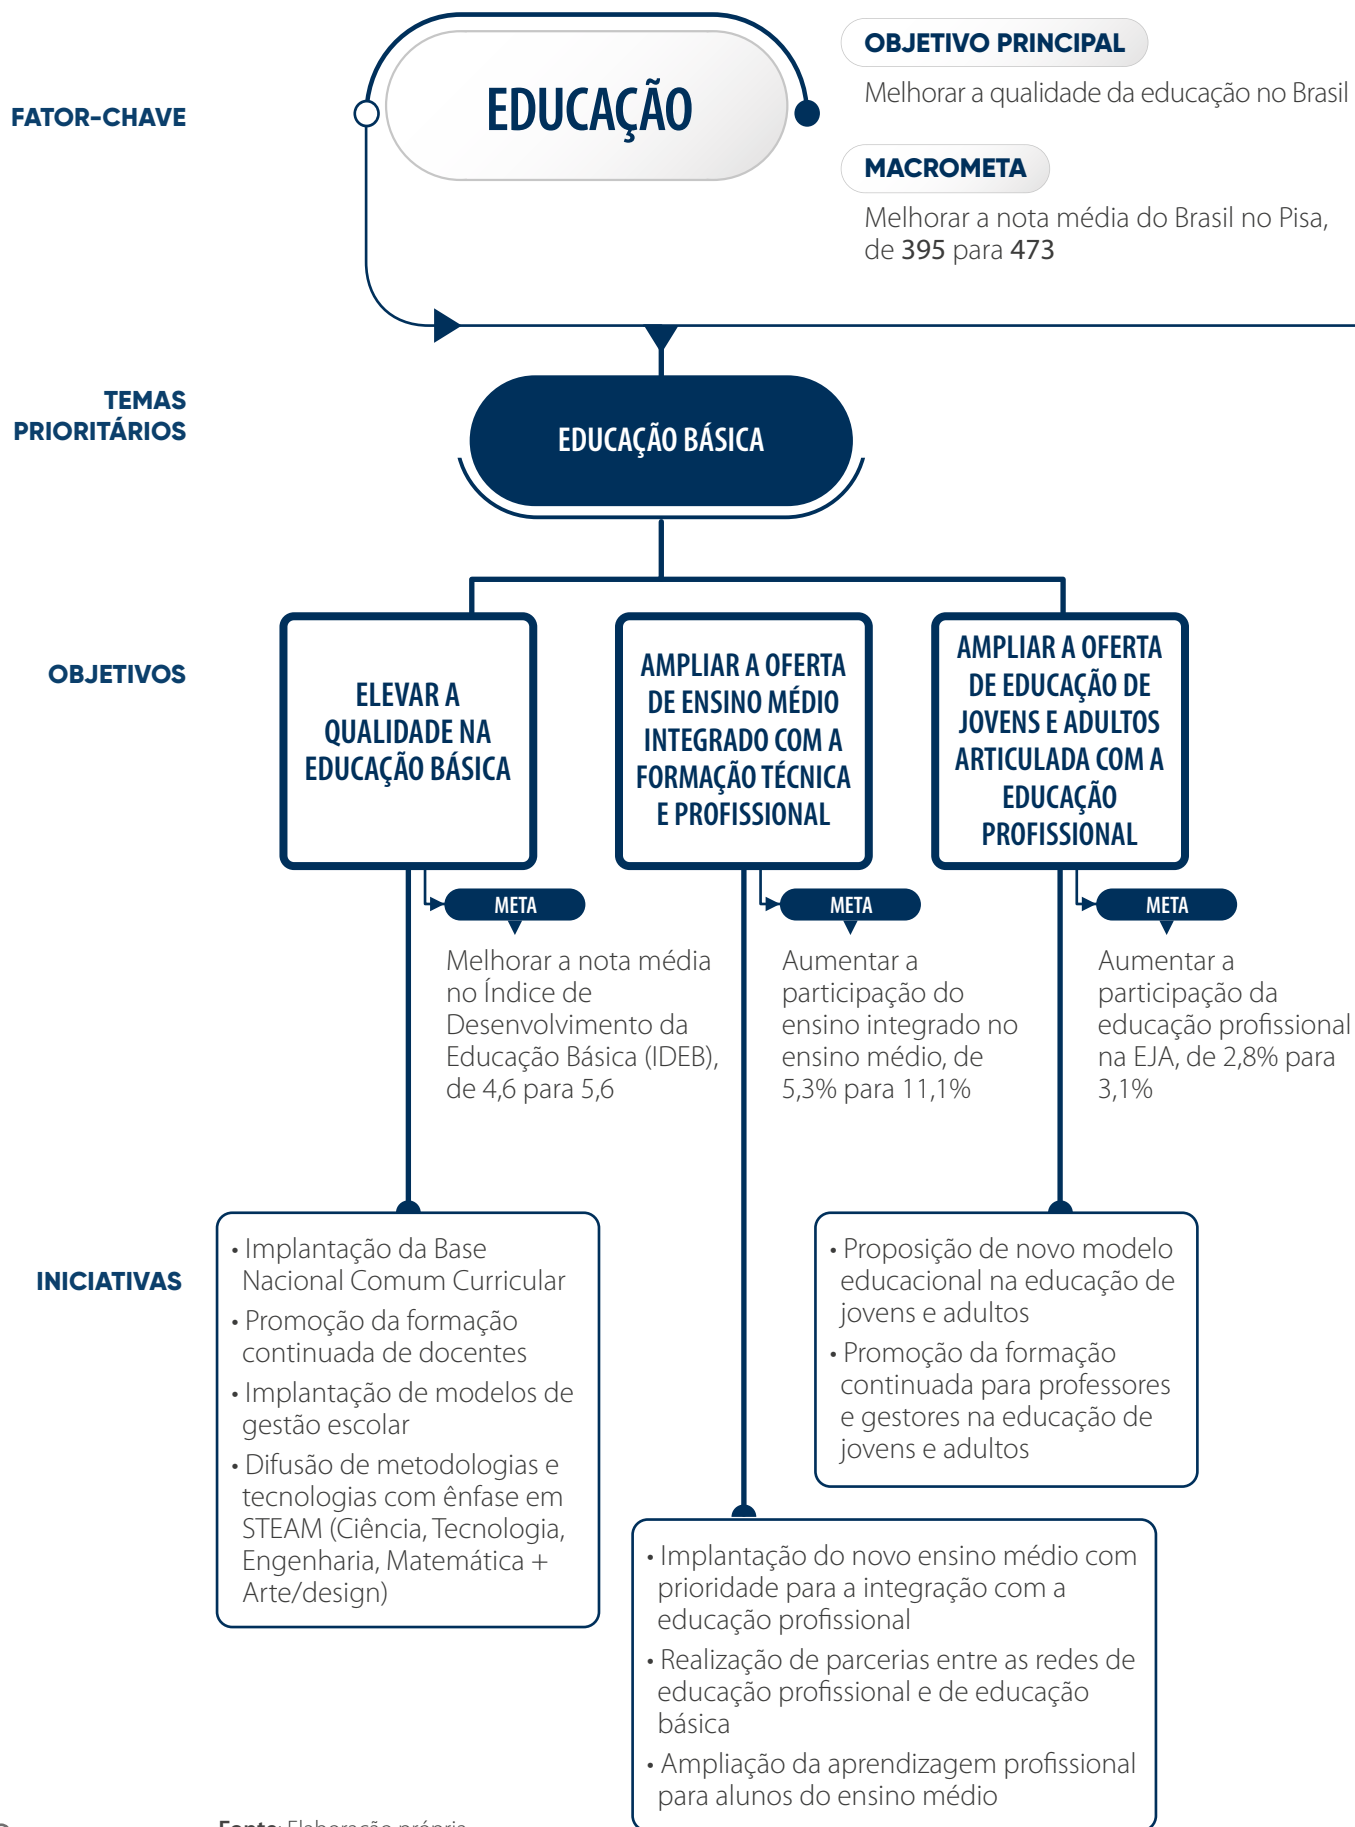 FATOR-CHAVE
EDUCAÇÃO
OBJETIVO PRINCIPAL
Melhorar a qualidade da educação no Brasil
MACROMETA
Melhorar a nota média do Brasil no Pisa,
de 395 para 473
TEMAS
PRIORITÁRIOS
EDUCAÇÃO BÁSICA
OBJETIVOS
ELEVAR A
QUALIDADE NA
EDUCAÇÃO BÁSICA
META
Melhorar a nota média
no Índice de
Desenvolvimento da
Educação Básica (IDEB),
de 4,6 para 5,6
AMPLIAR A OFERTA
DE ENSINO MÉDIO
INTEGRADO COM A
FORMAÇÃO TÉCNICA
E PROFISSIONAL
META
Aumentar a
participação do
ensino integrado no
ensino médio, de
5,3% para 11,1%
AMPLIAR A OFERTA
DE EDUCAÇÃO DE
JOVENS E ADULTOS
ARTICULADA COM A
EDUCAÇÃO
PROFISSIONAL
META
Aumentar a
participação da
educação profissional
na EJA, de 2,8% para
3,1%
INICIATIVAS
• Implantação da Base
Nacional Comum Curricular
• Promoção da formação
continuada de docentes
• Implantação de modelos de
gestão escolar
• Difusão de metodologias e
tecnologias com ênfase em
STEAM (Ciência, Tecnologia,
Engenharia, Matemática +
Arte/design)
• Implantação do novo ensino médio com
prioridade para a integração com a
educação profissional
• Realização de parcerias entre as redes de
educação profissional e de educação
básica
• Ampliação da aprendizagem profissional
para alunos do ensino médio
• Proposição de novo modelo
educacional na educação de
jovens e adultos
• Promoção da formação
continuada para professores
e gestores na educação de
jovens e adultos
Fonte: Elaboração própria